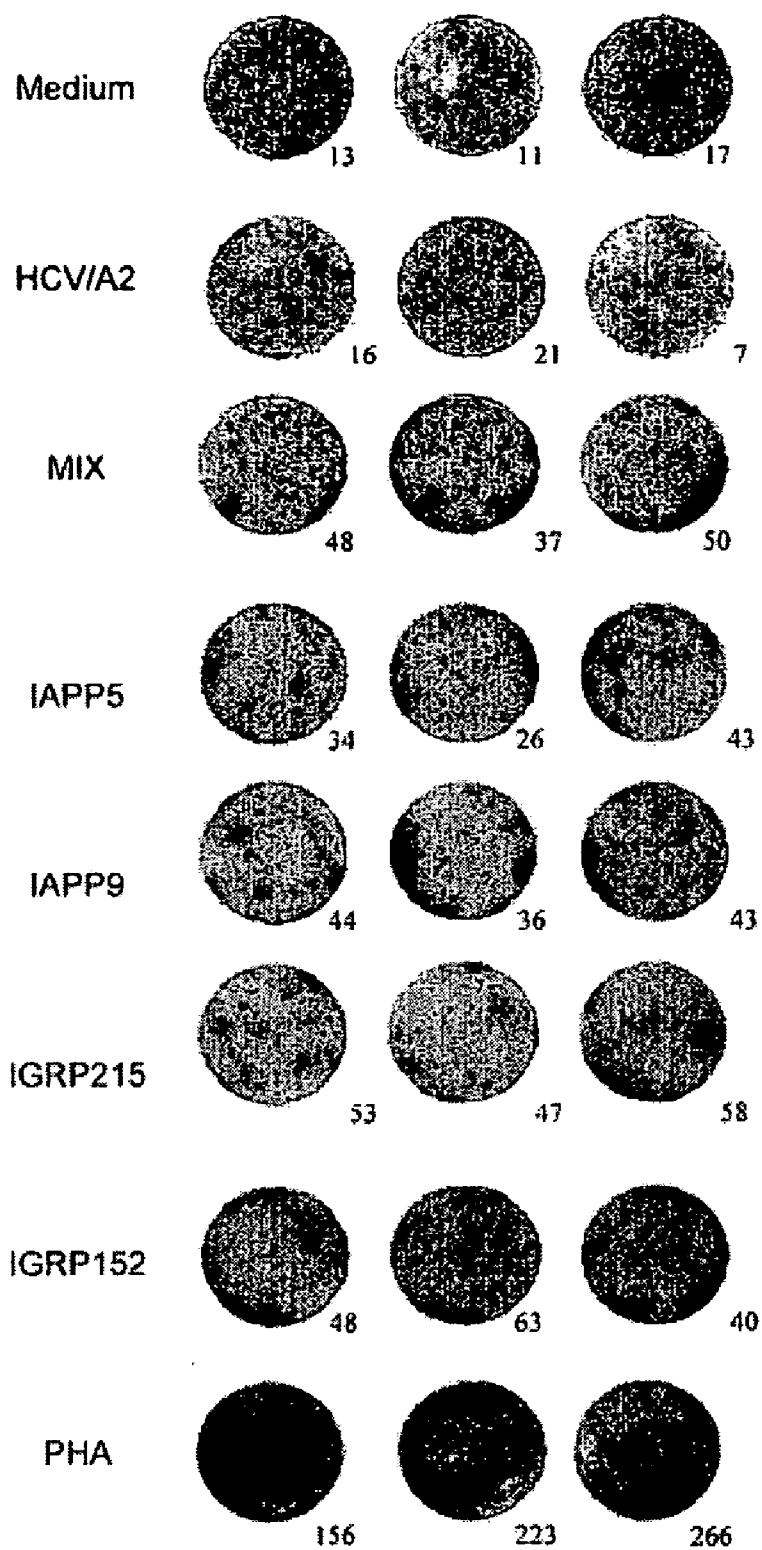 Medium
13 11 17
HCV//A2
16 21 7
MIX
48 37 50
IAPP5
34 26 43
IAPP9
44 36 43
IGRP215
53 47 58
IGRP152
48 63 40
PHA
156 223 266